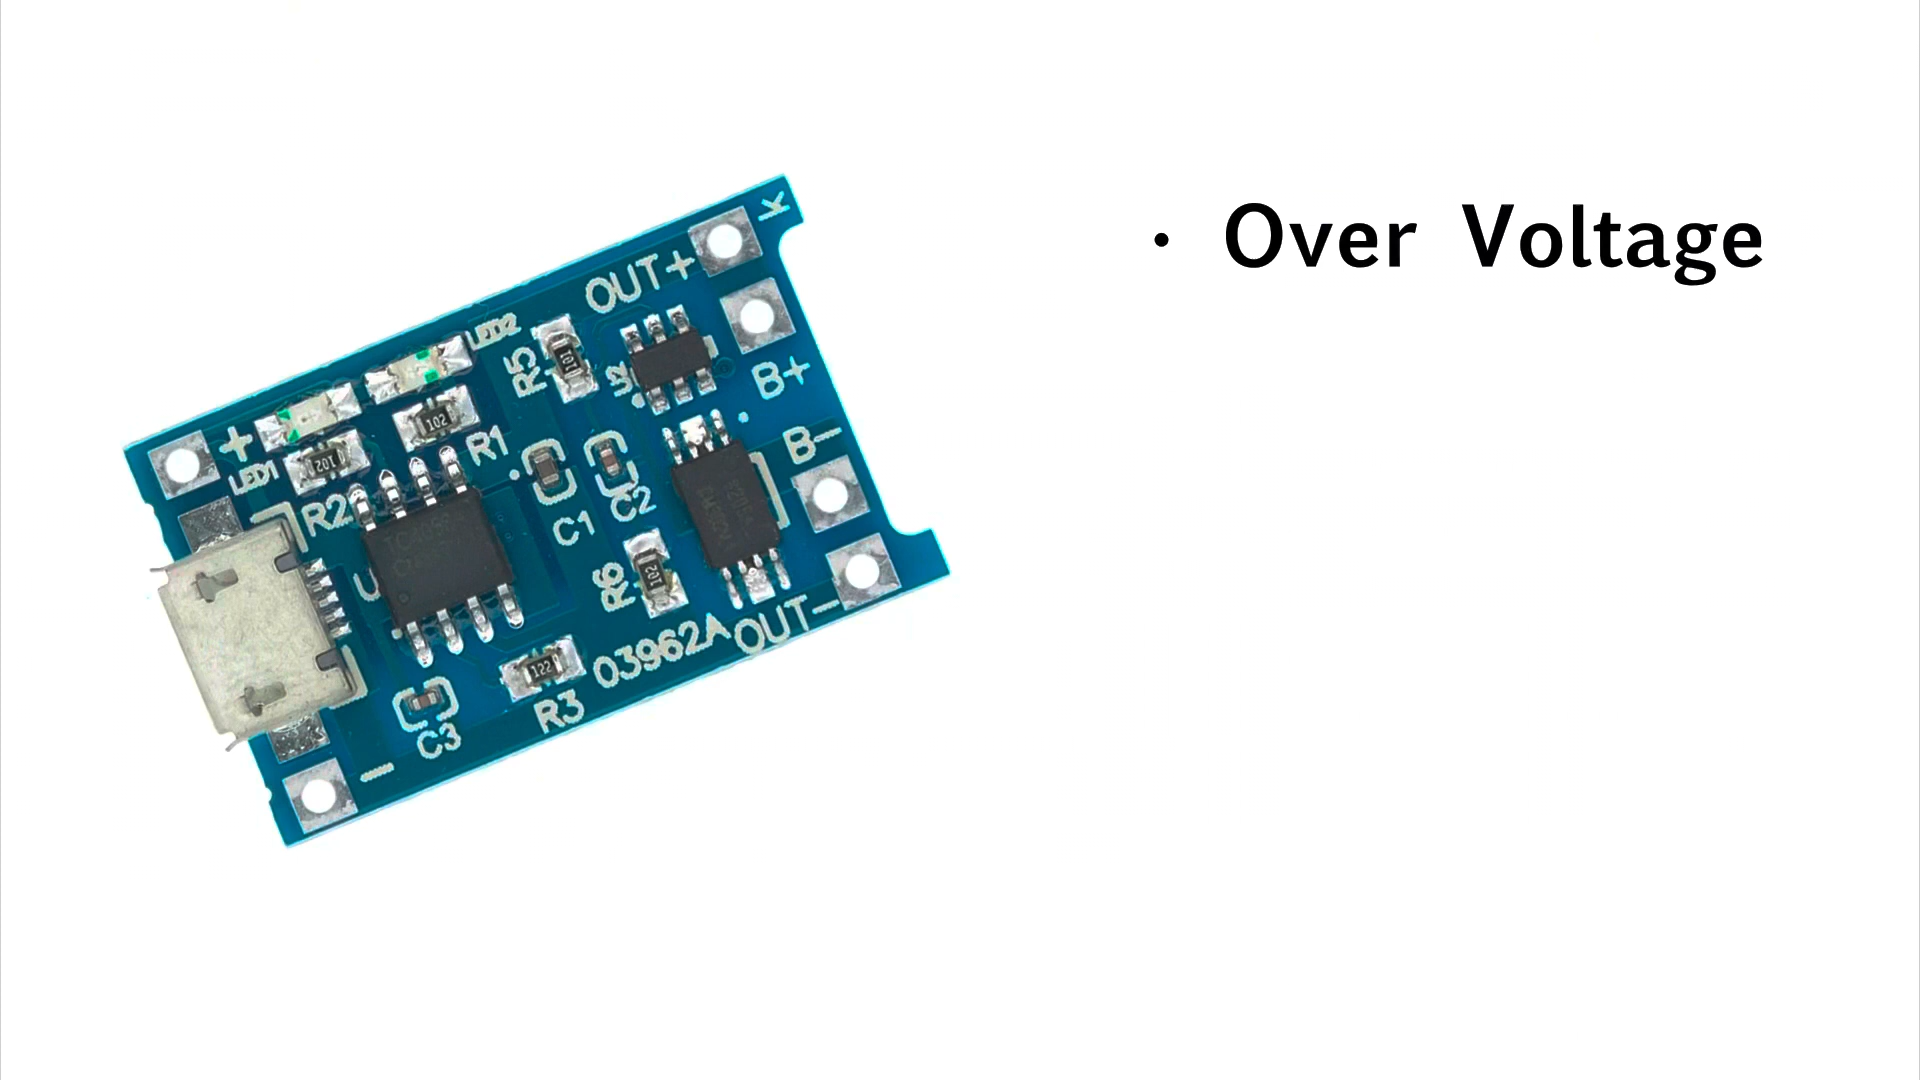 • Over Voltage
k
OUT+
B+
B-
OUT-
LED2
LED1
+
R5
101
U2
102
R1
102
R2
C1
C2
U
R6
102
03962A
122
R3
C3
-